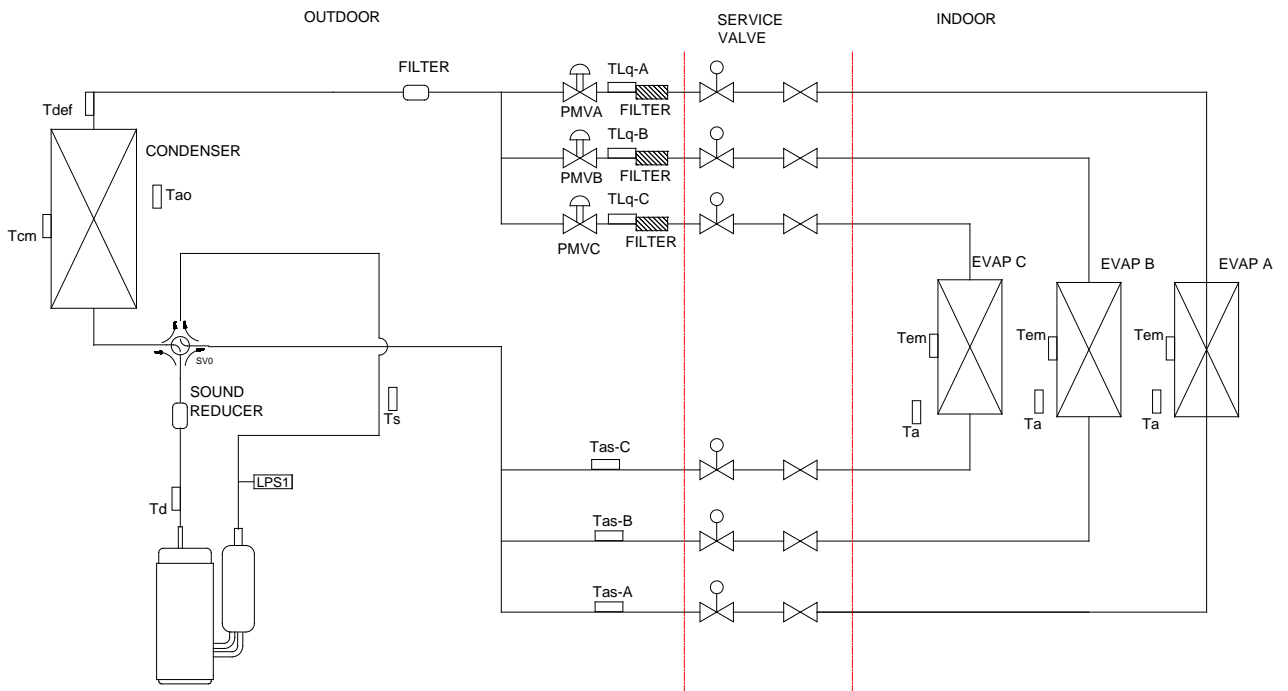 OUTDOOR
SERVICE
VALVE
INDOOR
FILTER
TLq-A
Tdef
PMVA
FILTER
TLq-B
CONDENSER
PMVB
FILTER
Tao
TLq-C
Tcm
PMVC
FILTER
EVAP C
EVAP B
EVAP A
Tem
Tem
Tem
SV0
SOUND
REDUCER
Ts
Ta
Ta
Ta
Tas-C
LPS1
Td
Tas-B
Tas-A